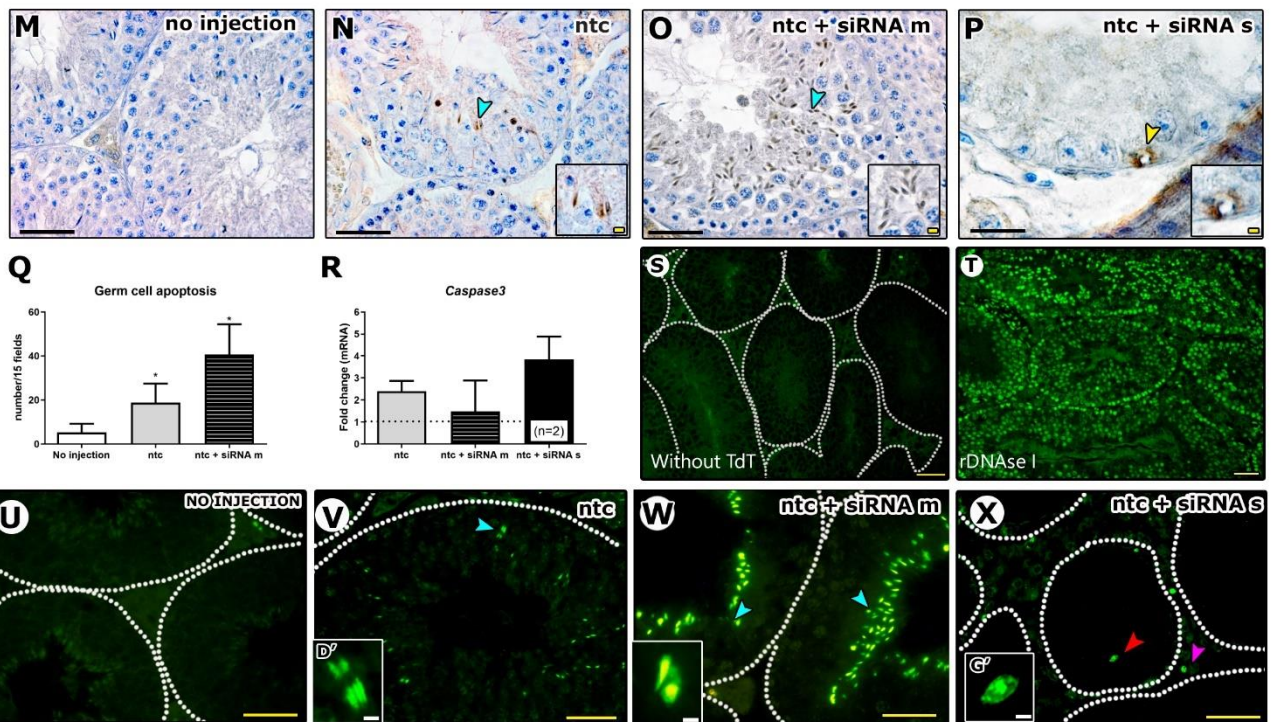 M
no injection
N
ntc
O
ntc + siRNA m
P
ntc + siRNA s
Q
Germ cell apoptosis
number/15 fields
60
40
20
0
*
*
No injection
ntc
ntc + siRNA m
R
Caspase3
Fold change (mRNA)
6
5
4
3
2
1
0
(n=2)
ntc
ntc + siRNA m
ntc + siRNA s
S
Without TdT
T
rDNAse I
U
NO INJECTION
V
ntc
D'
W
ntc + siRNA m
X
ntc + siRNA s
G'